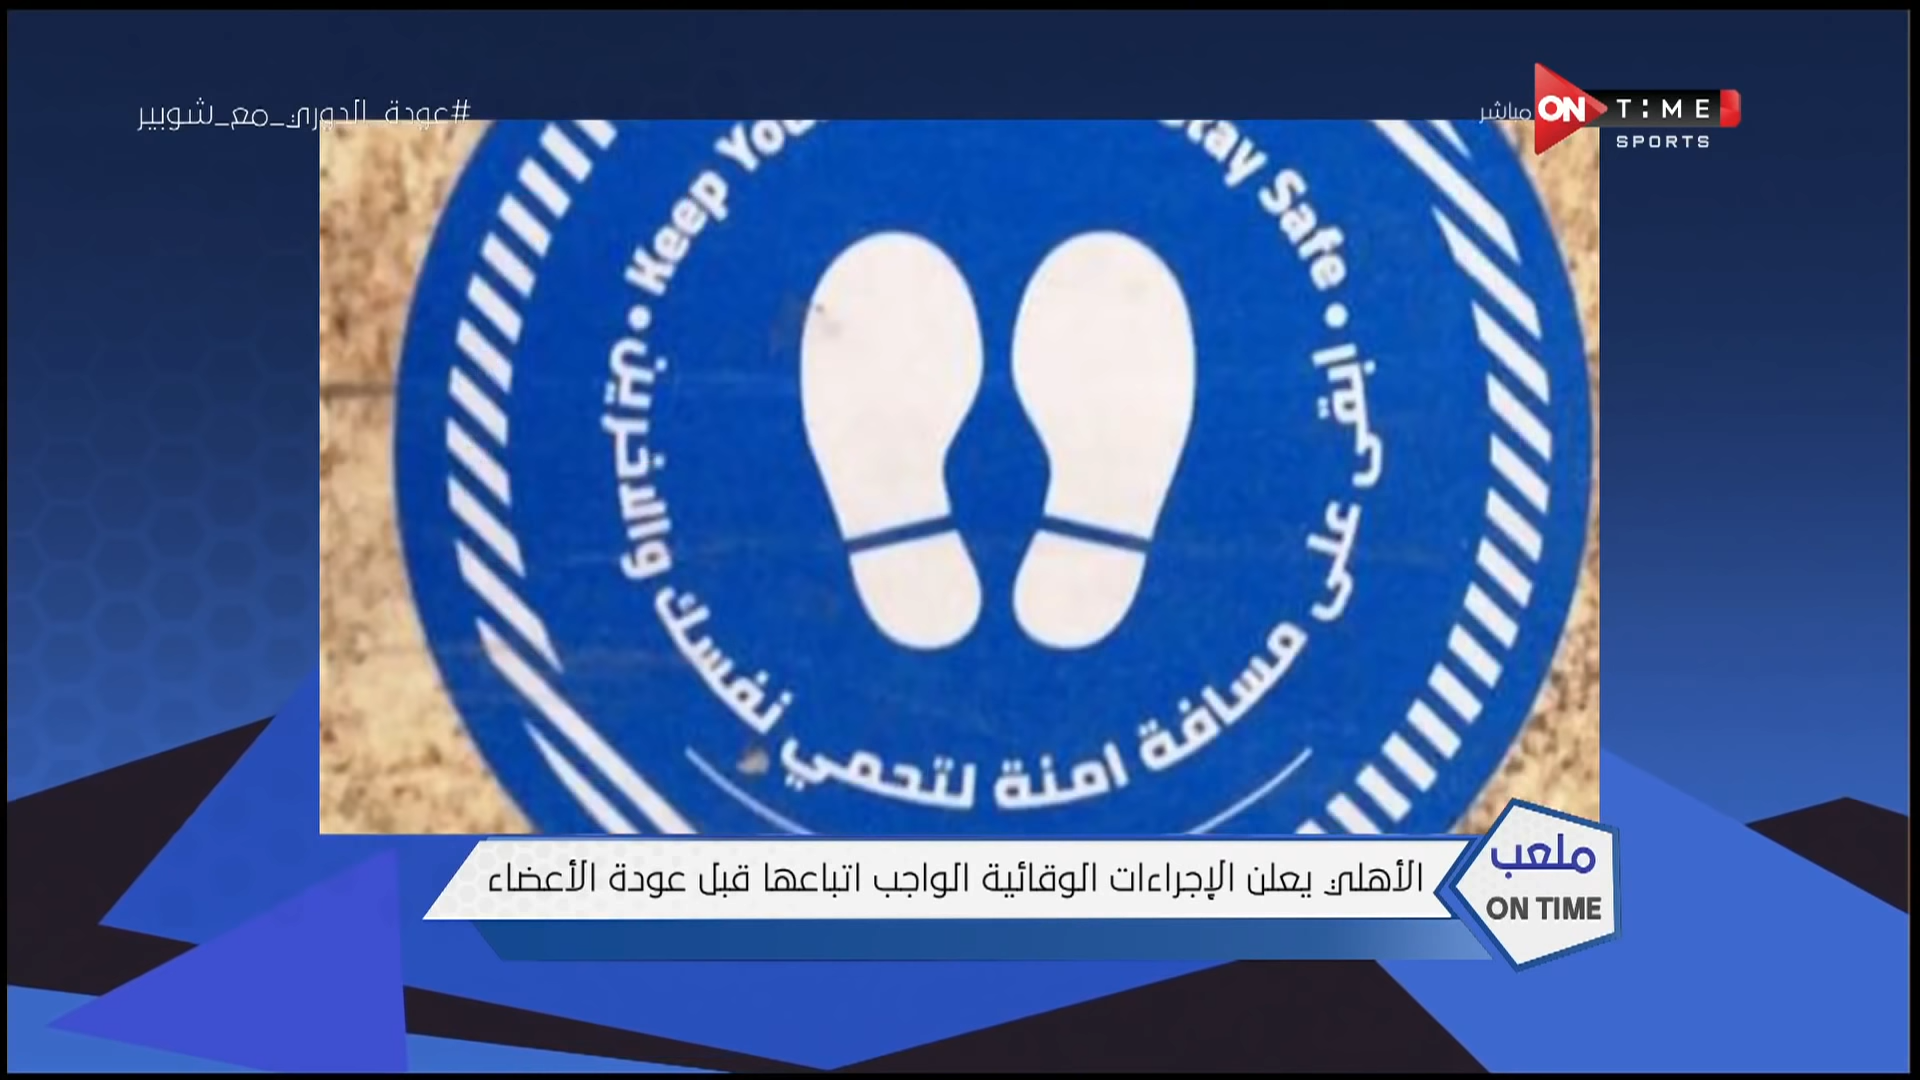 #عودة_الدوري_مع_شوبير
مباشر
ON TIME
SPORTS
Keep You
Stay Safe
ابقى على مسافة امنة لتحمي نفسك والاخرين
الأهلي يعلن الإجراءات الوقائية الواجب اتباعها قبل عودة الأعضاء
ملعب
ON TIME